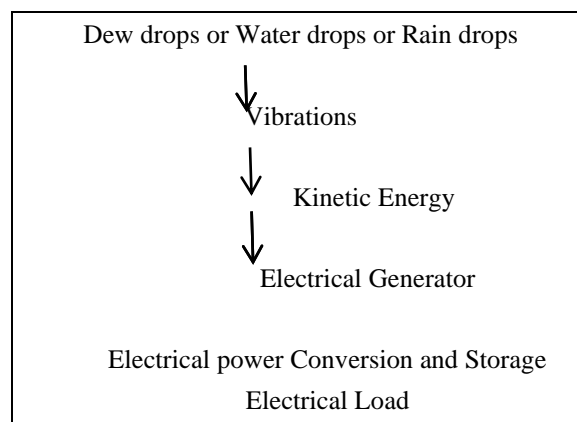 Dew drops or Water drops or Rain drops
Vibrations
Kinetic Energy
Electrical Generator
Electrical power Conversion and Storage
Electrical Load